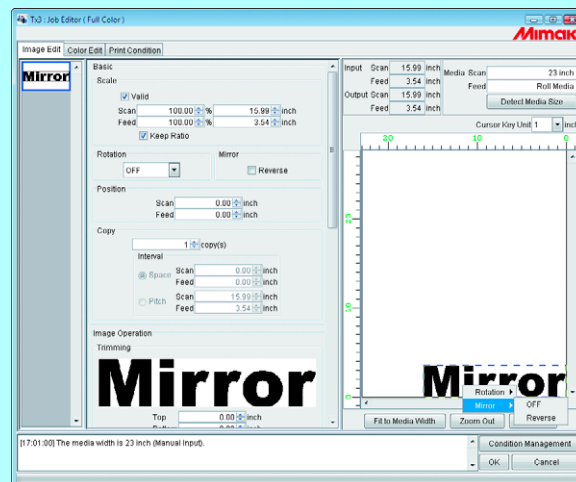 Tx3 : Job Editor ( Full Color )
Mimaki
Image Edit Color Edit Print Condition
Mirror
Basic
Scale
Valid
Scan 100.00 % 15.99 inch
Feed 100.00 % 3.54 inch
Keep Ratio
Rotation
OFF
Mirror
Reverse
Position
Scan 0.00 inch
Feed 0.00 inch
Copy
1 copy(s)
Interval
Space Scan 0.00 inch
Feed 0.00 inch
Pitch Scan 15.99 inch
Feed 3.54 inch
Image Operation
Trimming
Mirror
Top 0.00 inch
Input Scan 15.99 inch
Feed 3.54 inch
Output Scan 15.99 inch
Feed 3.54 inch
Media Scan 23 inch
Feed Roll Media
Detect Media Size
Cursor Key Unit 1 inch
20 10 0
20
10
0
Mirror
Rotation
Mirror
OFF
Reverse
Fit to Media Width Zoom Out
[17:01:00] The media width is 23 inch (Manual Input).
Condition Management
OK Cancel